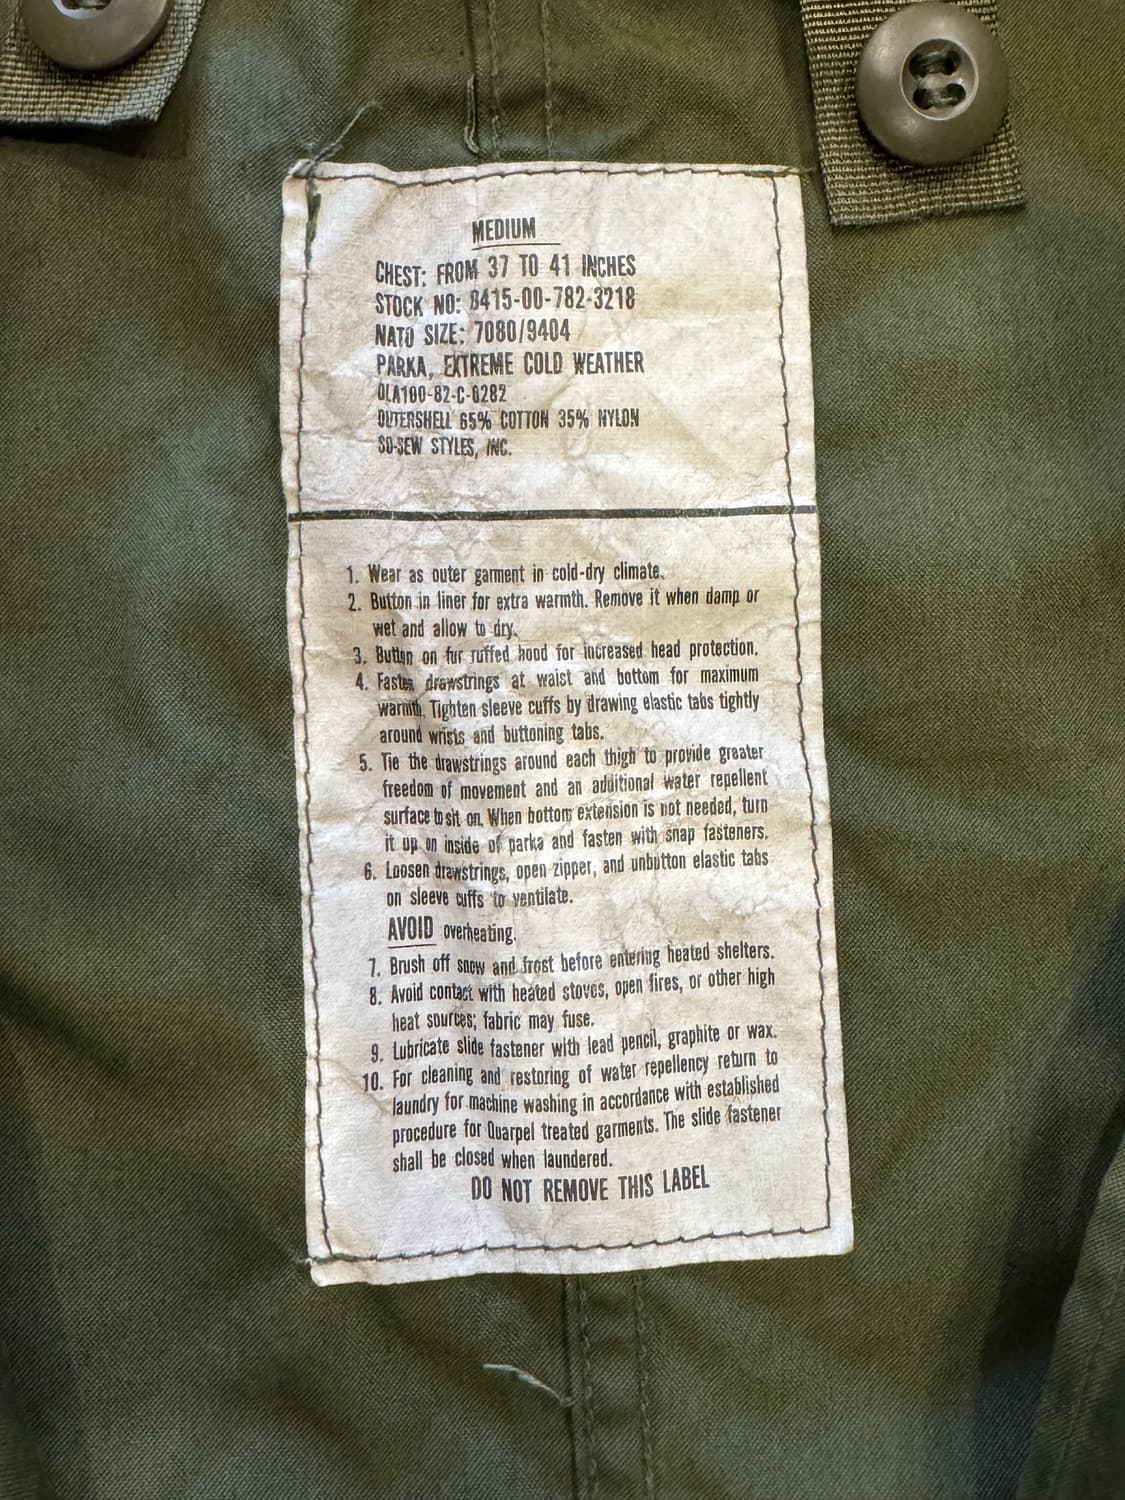 MEDIUM
CHEST: FROM 37 TO 41 INCHES
STOCK NO: 8415-00-782-3218
NATO SIZE: 7080/9404
PARKA, EXTREME COLD WEATHER
DLA100-82-C-0282
OUTERSHELL 65% COTTON 35% NYLON
SO-SEW STYLES, INC.
1. Wear as outer garment in cold-dry climate.
2. Button in liner for extra warmth. Remove it when damp or
wet and allow to dry.
3. Button on fur ruffed hood for increased head protection.
4. Fasten drawstrings at waist and bottom for maximum
warmth. Tighten sleeve cuffs by drawing elastic tabs tightly
around wrists and buttoning tabs.
5. Tie the drawstrings around each thigh to provide greater
freedom of movement and an additional water repellent
surface to sit on. When bottom extension is not needed, turn
it up on inside of parka and fasten with snap fasteners.
6. Loosen drawstrings, open zipper, and unbutton elastic tabs
on sleeve cuffs to ventilate.
AVOID overheating.
7. Brush off snow and frost before entering heated shelters.
8. Avoid contact with heated stoves, open fires, or other high
heat sources; fabric may fuse.
9. Lubricate slide fastener with lead pencil, graphite or wax.
10. For cleaning and restoring of water repellency return to
laundry for machine washing in accordance with established
procedure for Quarpel treated garments. The slide fastener
shall be closed when laundered.
DO NOT REMOVE THIS LABEL